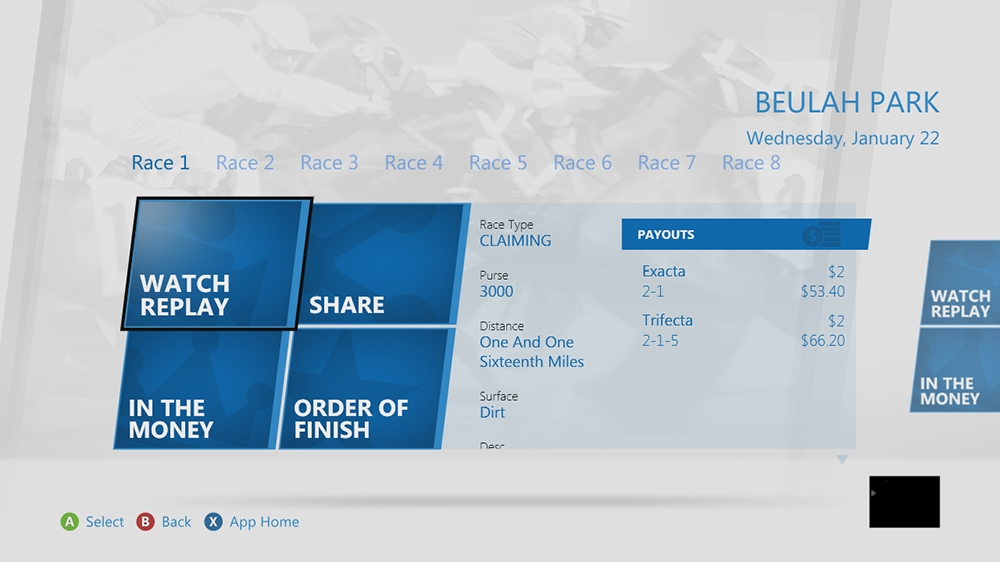 BEULAH PARK
Wednesday, January 22
Race 1 Race 2 Race 3 Race 4 Race 5 Race 6 Race 7 Race 8
WATCH
REPLAY
SHARE
IN THE
MONEY
ORDER OF
FINISH
Race Type
CLAIMING
Purse
3000
Distance
One And One
Sixteenth Miles
Surface
Dirt
Desc
PAYOUTS
Exacta $2
2-1 $53.40
Trifecta $2
2-1-5 $66.20
WATCH
REPLAY
IN THE
MONEY
A Select B Back X App Home